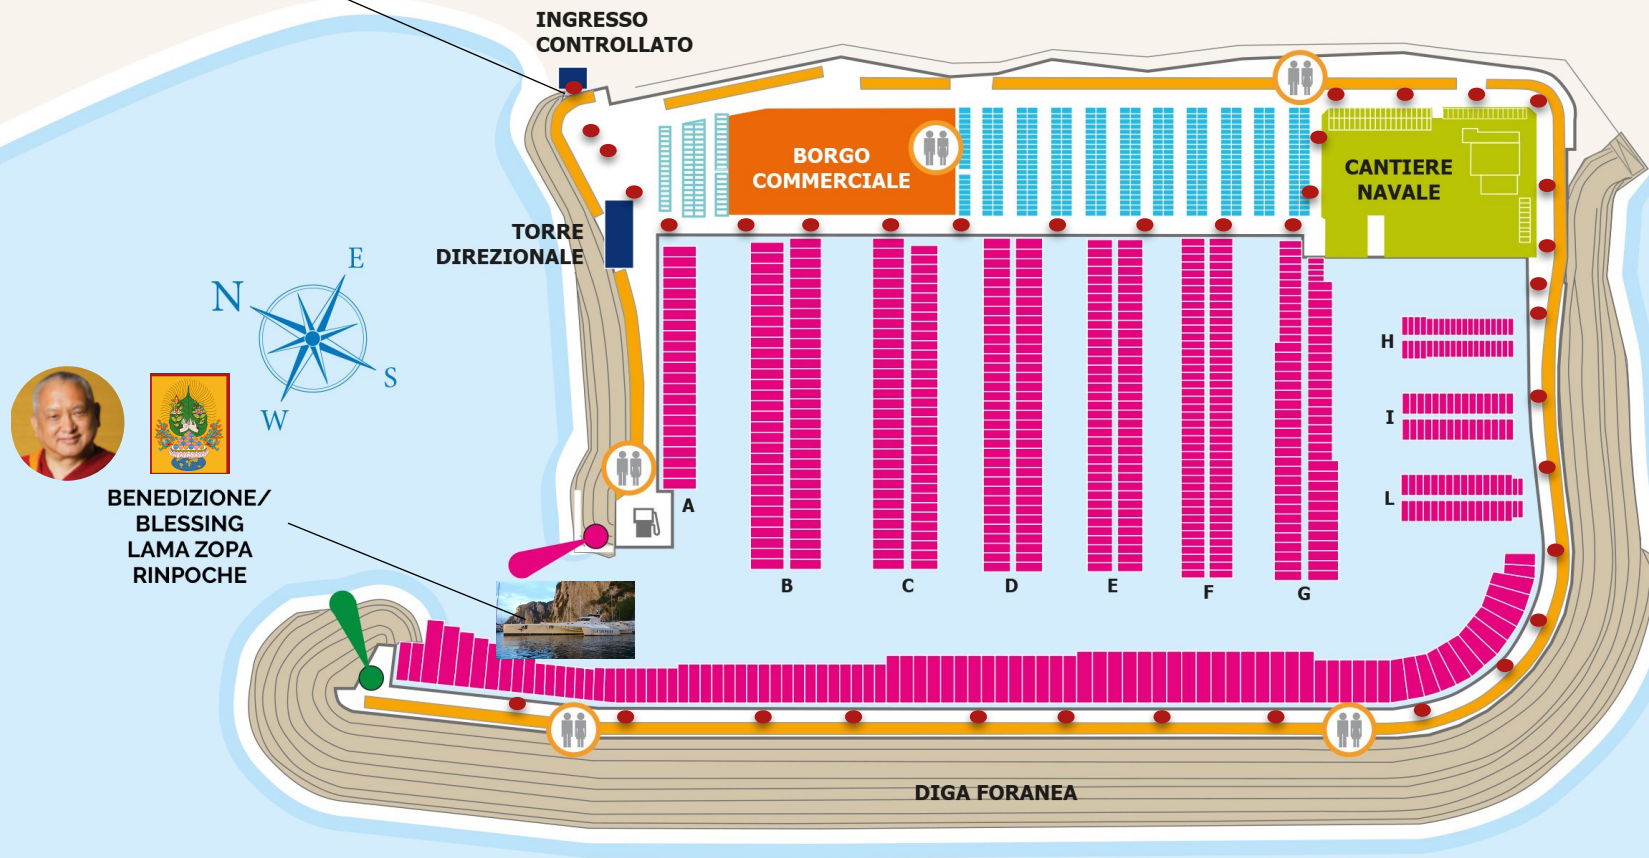 INGRESSO
CONTROLLATO
BORGO
COMMERCIALE
CANTIERE
NAVALE
TORRE
DIREZIONALE
E
N
S
W
BENEDIZIONE/
BLESSING
LAMA ZOPA
RINPOCHE
H
I
L
A
B
C
D
E
F
G
DIGA FORANEA